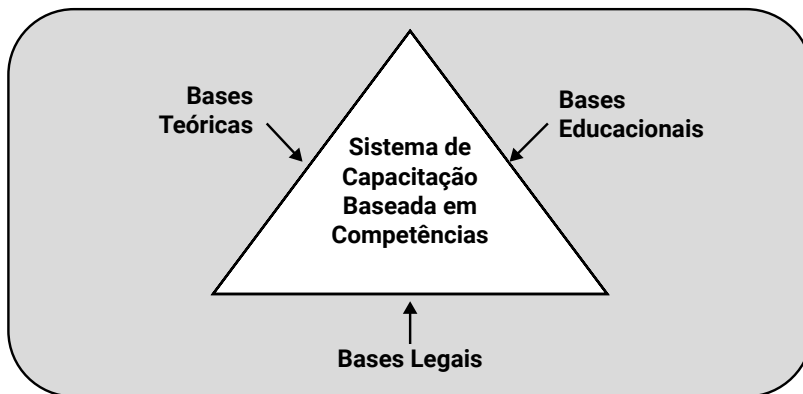 Bases
Teóricas
Bases
Educacionais
Sistema de
Capacitação
Baseada em
Competências
Bases Legais